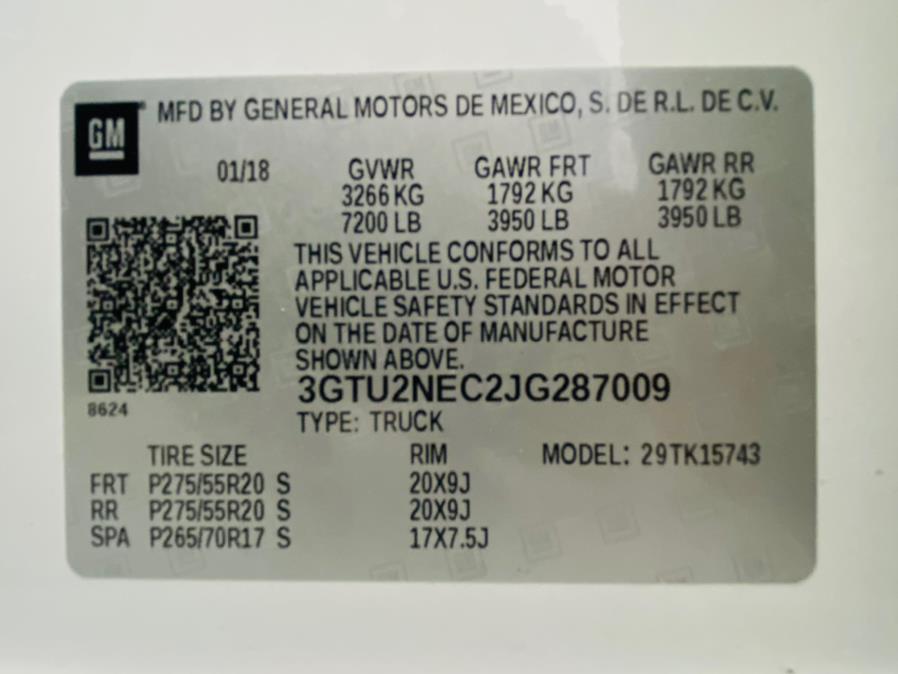 GM
MFD BY GENERAL MOTORS DE MEXICO, S. DE R.L. DE C.V.
01/18 GVWR GAWR FRT GAWR RR
3266 KG 1792 KG 1792 KG
7200 LB 3950 LB 3950 LB
THIS VEHICLE CONFORMS TO ALL
APPLICABLE U.S. FEDERAL MOTOR
VEHICLE SAFETY STANDARDS IN EFFECT
ON THE DATE OF MANUFACTURE
SHOWN ABOVE.
3GTU2NEC2JG287009
8624
TYPE: TRUCK
TIRE SIZE RIM MODEL: 29TK15743
FRT P275/55R20 S 20X9J
RR P275/55R20 S 20X9J
SPA P265/70R17 S 17X7.5J